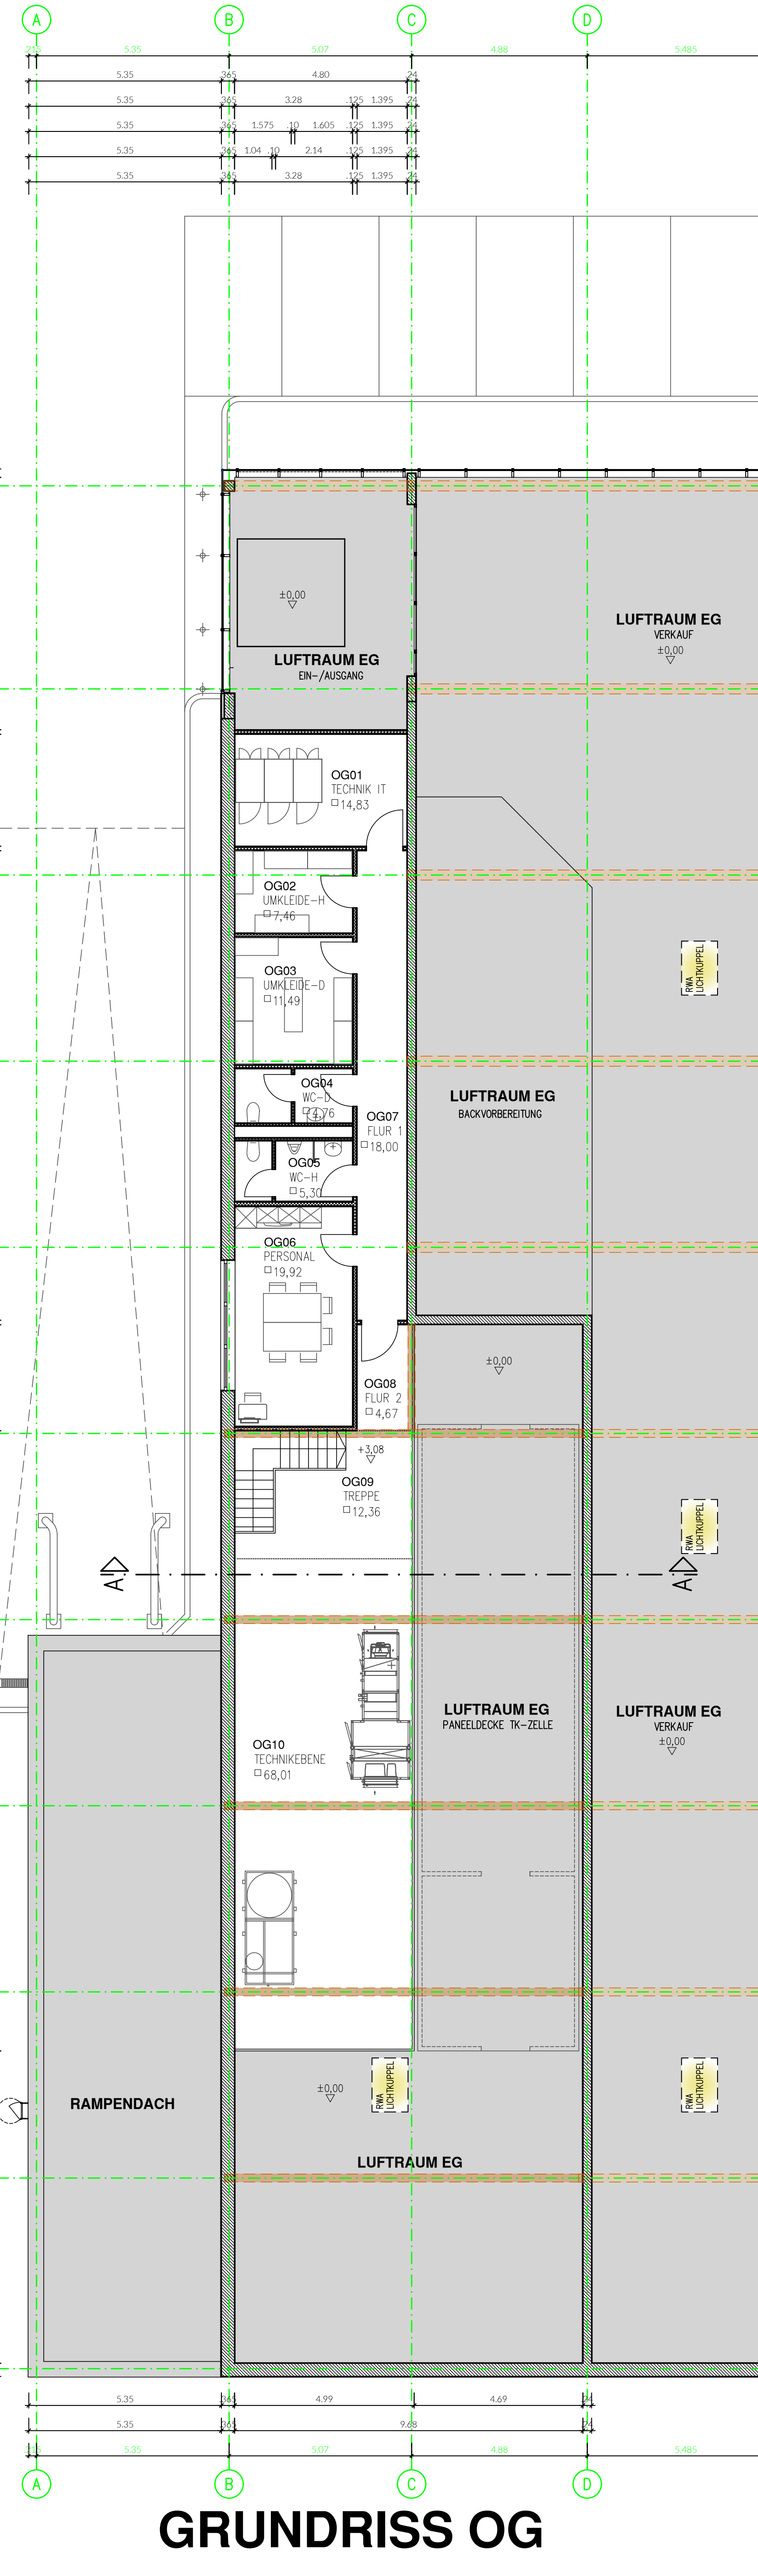 A B C D
.215 5.35 5.07 4.88 5.485
5.35 .365 4.80 .24
5.35 .365 3.28 .125 1.395 .24
5.35 .365 1.575 .10 1.605 .125 1.395 .24
5.35 .365 1.04 .10 2.14 .125 1.395 .24
5.35 .365 3.28 .125 1.395 .24
±0,00
LUFTRAUM EG
EIN-/AUSGANG
LUFTRAUM EG
VERKAUF
±0,00
OG01
TECHNIK IT
14,83
OG02
UMKLEIDE-H
7,46
OG03
UMKLEIDE-D
11,49
RWA
LICHTKUPPEL
OG04
WC-D
4,76
LUFTRAUM EG
BACKVORBEREITUNG
OG07
FLUR 1
18,00
OG05
WC-H
5,30
OG06
PERSONAL
19,92
±0,00
OG08
FLUR 2
4,67
+3,08
OG09
TREPPE
12,36
RWA
LICHTKUPPEL
A A
LUFTRAUM EG
PANEELDECKE TK-ZELLE
LUFTRAUM EG
VERKAUF
±0,00
OG10
TECHNIKEBENE
68,01
±0,00
RWA
LICHTKUPPEL
RWA
LICHTKUPPEL
RAMPENDACH
LUFTRAUM EG
5.35 .365 4.99 4.69 .24
5.35 .365 9.68 .24
.215 5.35 5.07 4.88 5.485
A B C D
GRUNDRISS OG